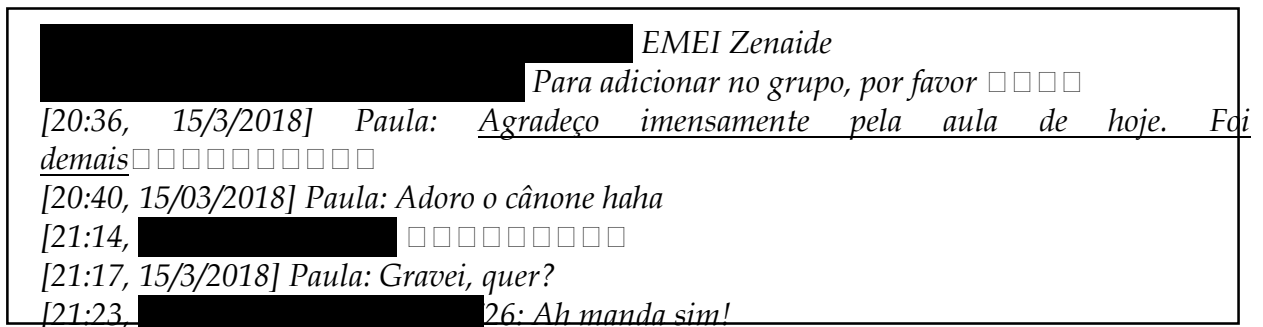 EMEI Zenaide
Para adicionar no grupo, por favor □□□□
[20:36, 15/3/2018] Paula: Agradeço imensamente pela aula de hoje. Foi
demais□□□□□□□□□□
[20:40, 15/03/2018] Paula: Adoro o cânone haha
[21:14, □□□□□□□□□
[21:17, 15/3/2018] Paula: Gravei, quer?
[21:23, 26: Ah manda sim!